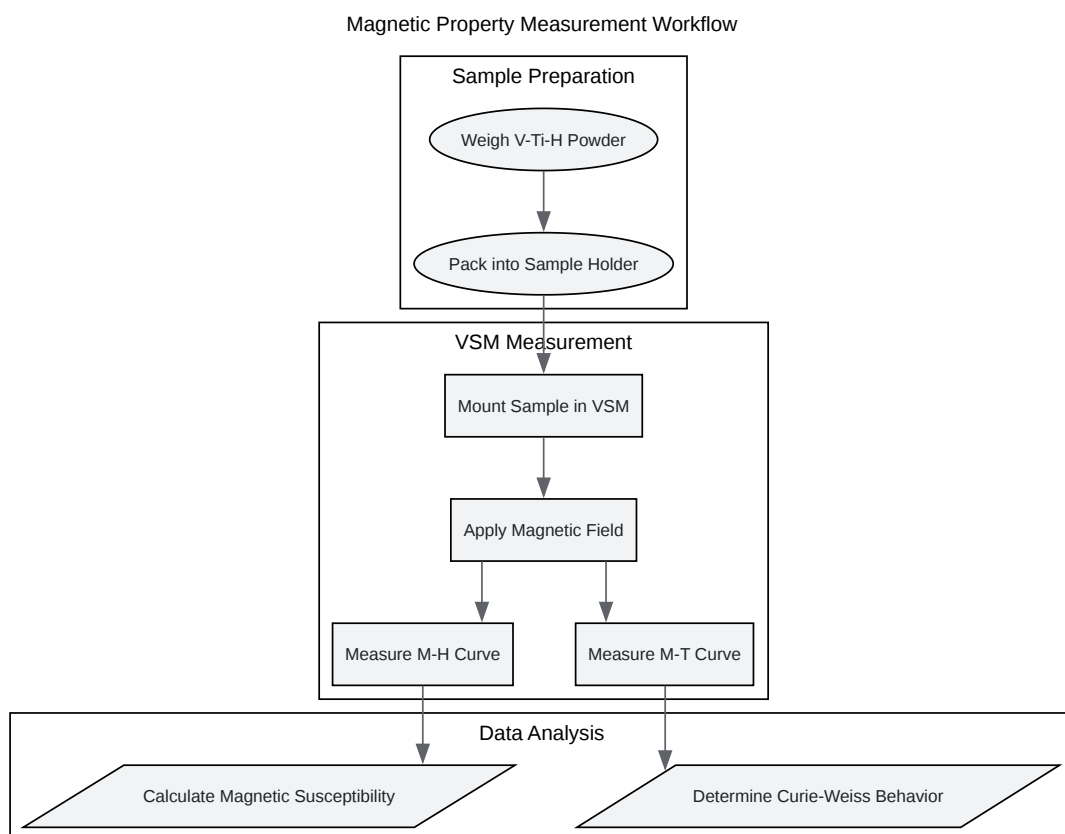 Magnetic Property Measurement Workflow
Sample Preparation
Weigh V-Ti-H Powder
Pack into Sample Holder
VSM Measurement
Mount Sample in VSM
Apply Magnetic Field
Measure M-H Curve
Measure M-T Curve
Data Analysis
Calculate Magnetic Susceptibility
Determine Curie-Weiss Behavior